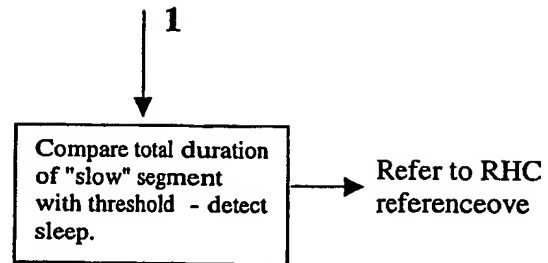 1
Compare total duration
of "slow" segment
with threshold - detect
sleep.
Refer to RHC
referenceove